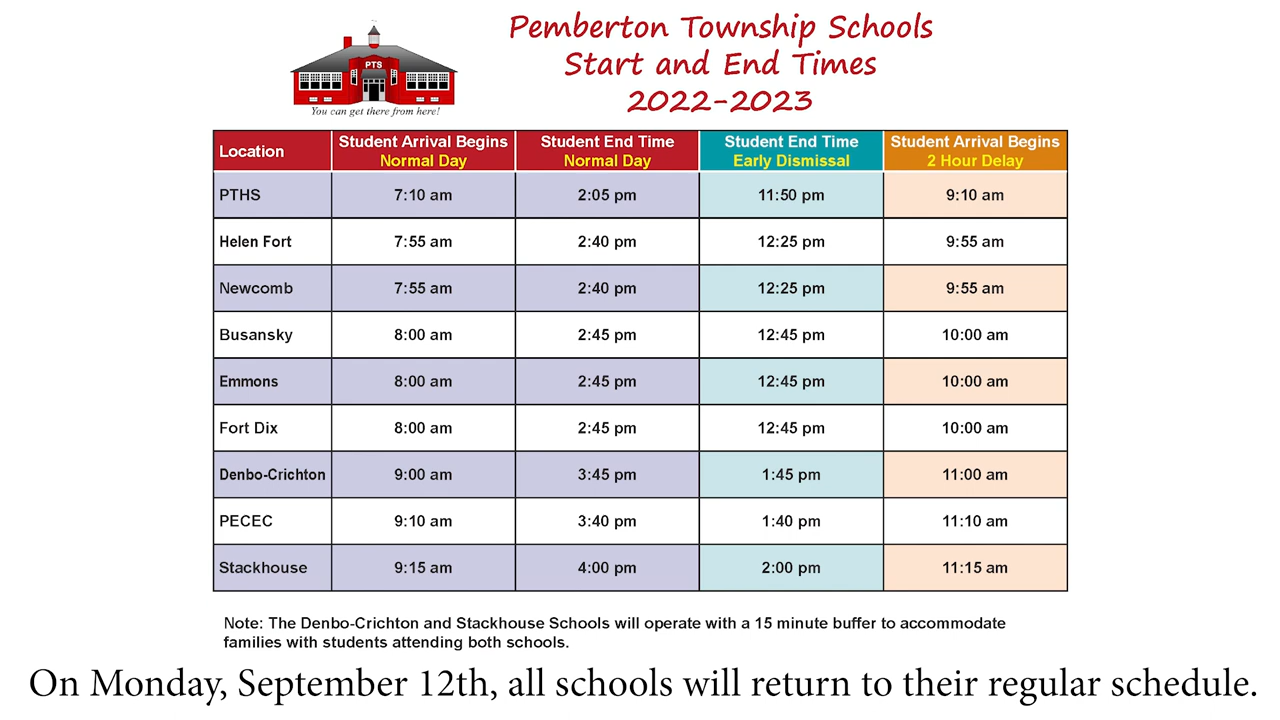 Pemberton Township Schools
Start and End Times
2022-2023
PTS
You can get there from here!
Location Student Arrival Begins Normal Day Student End Time Normal Day Student End Time Early Dismissal Student Arrival Begins 2 Hour Delay
PTHS 7:10 am 2:05 pm 11:50 pm 9:10 am
Helen Fort 7:55 am 2:40 pm 12:25 pm 9:55 am
Newcomb 7:55 am 2:40 pm 12:25 pm 9:55 am
Busansky 8:00 am 2:45 pm 12:45 pm 10:00 am
Emmons 8:00 am 2:45 pm 12:45 pm 10:00 am
Fort Dix 8:00 am 2:45 pm 12:45 pm 10:00 am
Denbo-Crichton 9:00 am 3:45 pm 1:45 pm 11:00 am
PECEC 9:10 am 3:40 pm 1:40 pm 11:10 am
Stackhouse 9:15 am 4:00 pm 2:00 pm 11:15 am
Note: The Denbo-Crichton and Stackhouse Schools will operate with a 15 minute buffer to accommodate
families with students attending both schools.
On Monday, September 12th, all schools will return to their regular schedule.